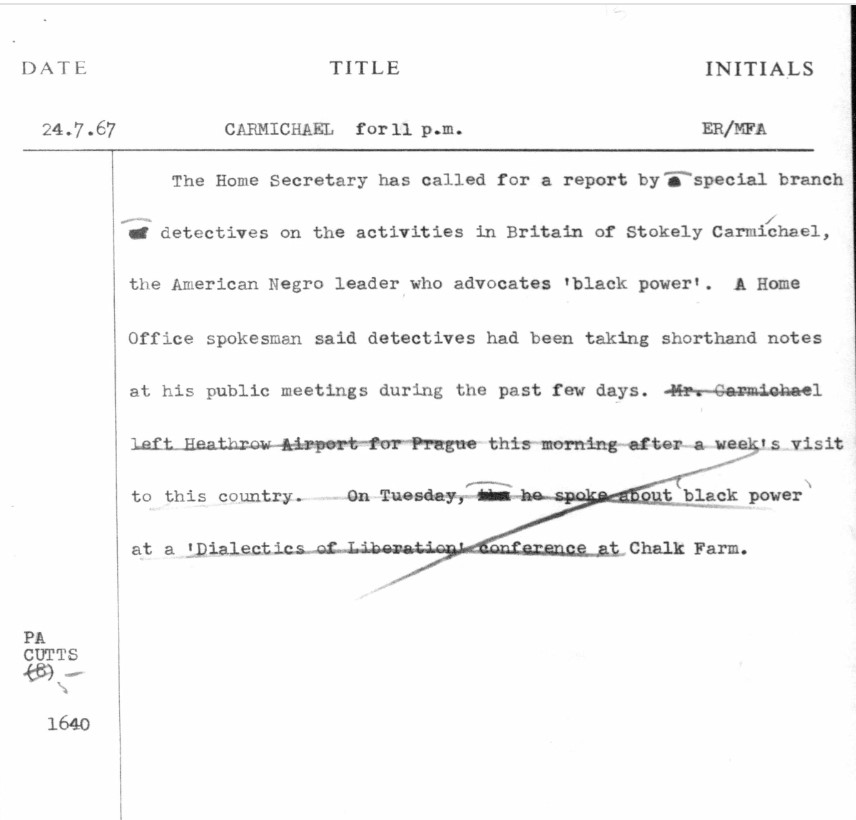 DATE TITLE INITIALS
24.7.67 CARMICHAEL for 11 p.m. ER/MFA
The Home Secretary has called for a report by special branch
detectives on the activities in Britain of Stokely Carmichael,
the American Negro leader who advocates 'black power'. A Home
Office spokesman said detectives had been taking shorthand notes
at his public meetings during the past few days. Mr. Carmichael
left Heathrow Airport for Prague this morning after a week's visit
to this country. On Tuesday, he spoke about 'black power'
at a 'Dialectics of Liberation' conference at Chalk Farm.
PA
CUTTS
(8)
1640